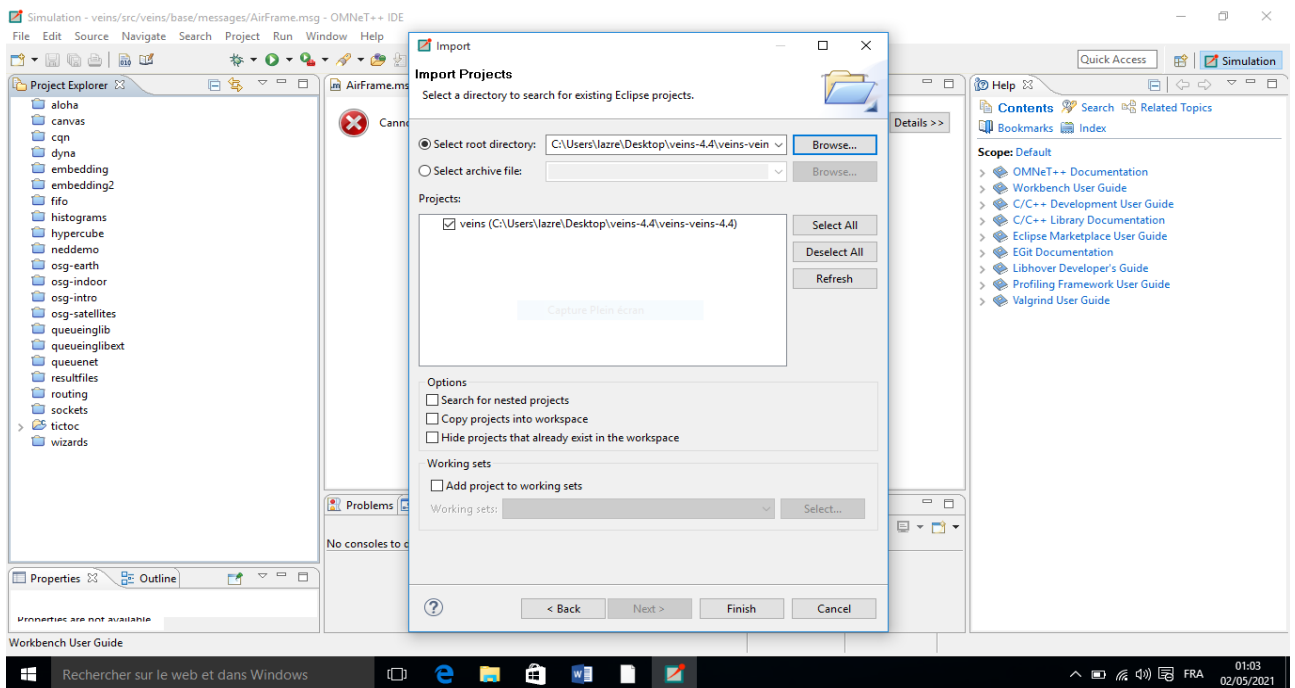 Simulation - veins/src/veins/base/messages/AirFrame.msg - OMNeT++ IDE
File Edit Source Navigate Search Project Run Window Help
Quick Access
Simulation
Project Explorer
aloha
canvas
cqn
dyna
embedding
embedding2
fifo
histograms
hypercube
neddemo
osg-earth
osg-indoor
osg-intro
osg-satellites
queueinglib
queueinglibext
queuenet
resultfiles
routing
sockets
tictoc
wizards
Properties Outline
Properties are not available
Workbench User Guide
AirFrame.ms
Canno
Details >>
Problems
No consoles to d
Import
Import Projects
Select a directory to search for existing Eclipse projects.
Select root directory: C:\Users\lazre\Desktop\veins-4.4\veins-vein Browse...
Select archive file: Browse...
Projects:
veins (C:\Users\lazre\Desktop\veins-4.4\veins-veins-4.4)
Select All
Deselect All
Refresh
Capture Plein écran
Options
Search for nested projects
Copy projects into workspace
Hide projects that already exist in the workspace
Working sets
Add project to working sets
Working sets: Select...
? < Back Next > Finish Cancel
Help
Contents Search Related Topics
Bookmarks Index
Scope: Default
OMNeT++ Documentation
Workbench User Guide
C/C++ Development User Guide
C/C++ Library Documentation
Eclipse Marketplace User Guide
EGit Documentation
Libhover Developer's Guide
Profiling Framework User Guide
Valgrind User Guide
Rechercher sur le web et dans Windows
FRA
01:03
02/05/2021